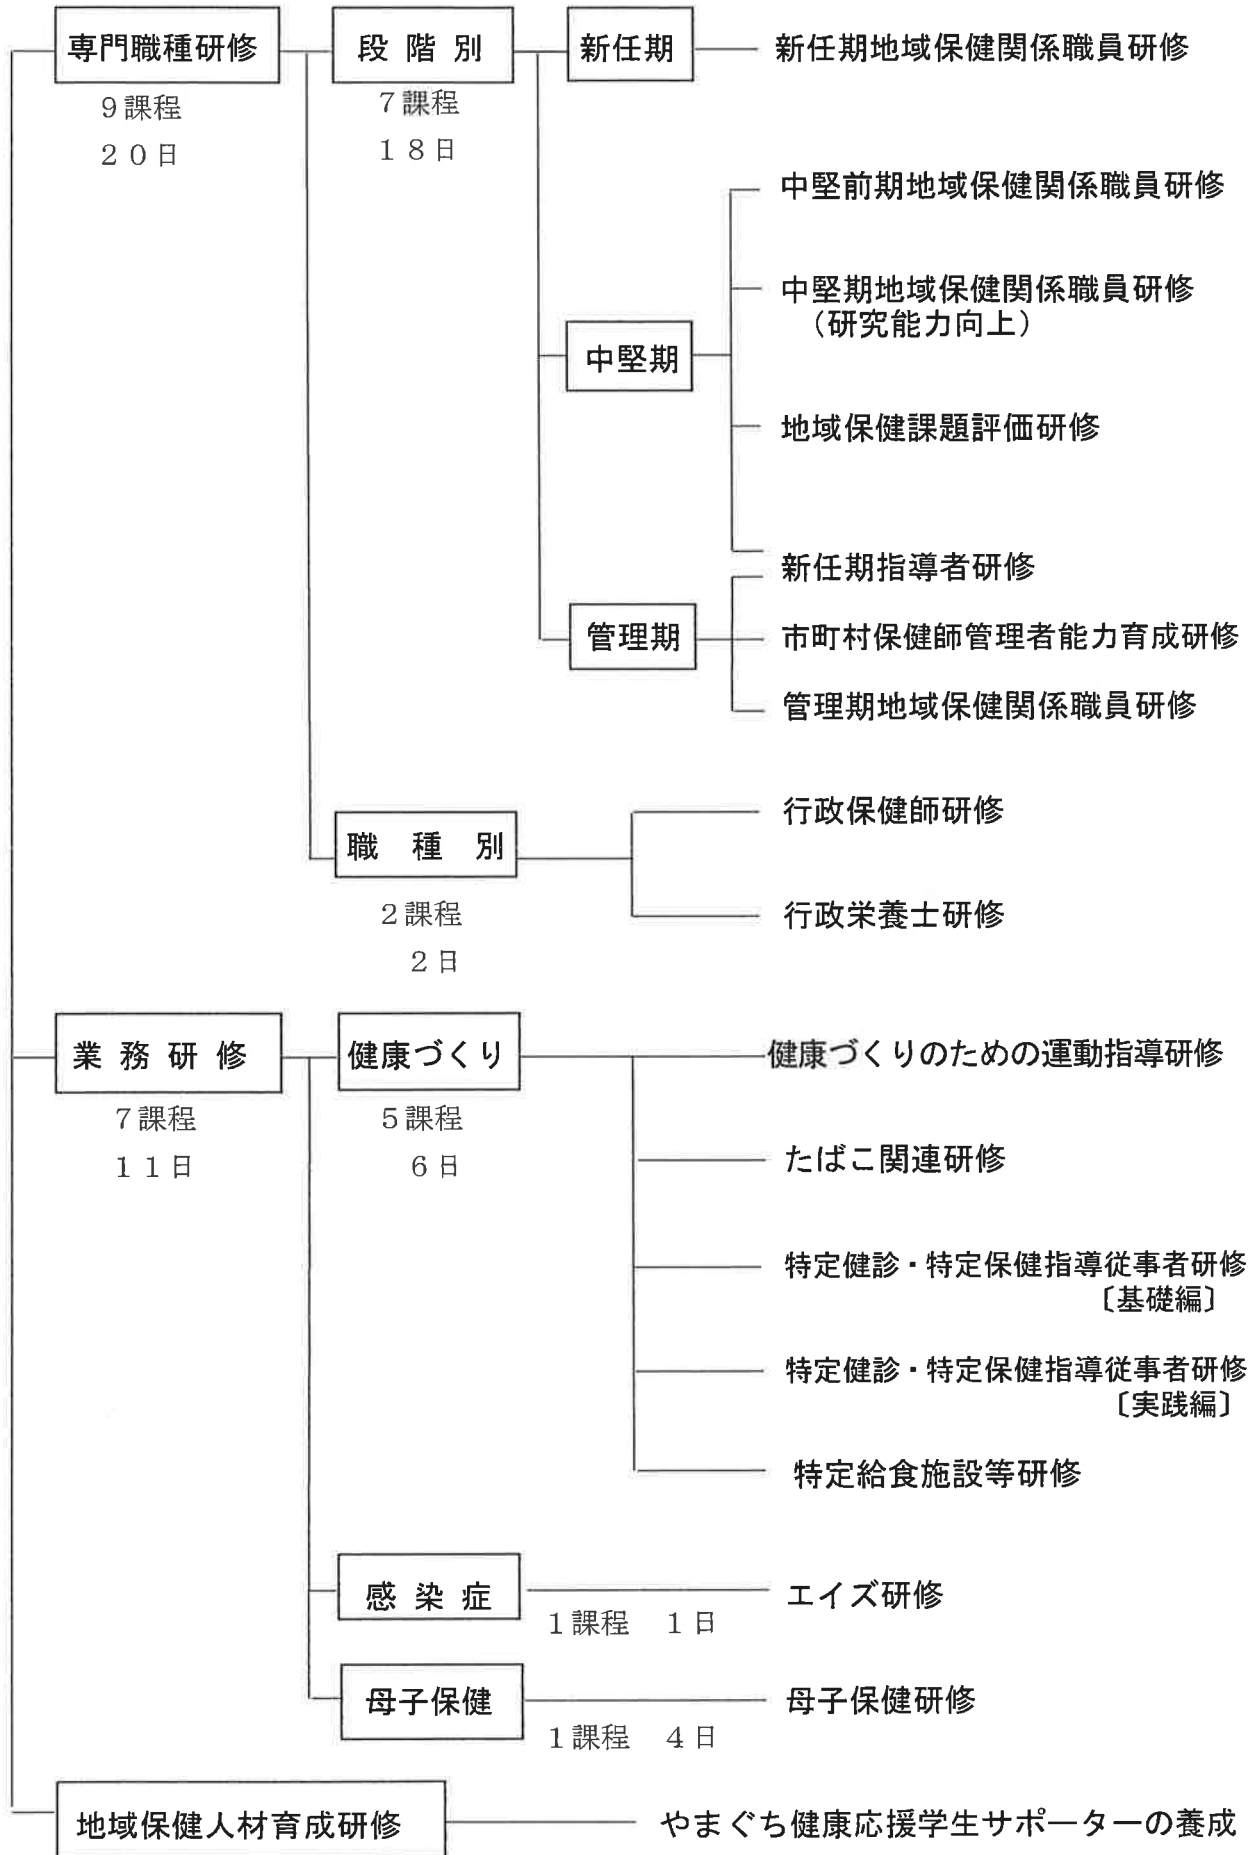 専門職種研修
9課程
20日
段階別
7課程
18日
新任期
新任期地域保健関係職員研修
中堅期
中堅前期地域保健関係職員研修
中堅期地域保健関係職員研修
（研究能力向上）
地域保健課題評価研修
新任期指導者研修
管理期
市町村保健師管理者能力育成研修
管理期地域保健関係職員研修
職種別
2課程
2日
行政保健師研修
行政栄養士研修
業務研修
7課程
11日
健康づくり
5課程
6日
健康づくりのための運動指導研修
たばこ関連研修
特定健診・特定保健指導従事者研修
〔基礎編〕
特定健診・特定保健指導従事者研修
〔実践編〕
特定給食施設等研修
感染症
1課程　1日
エイズ研修
母子保健
1課程　4日
母子保健研修
地域保健人材育成研修
やまぐち健康応援学生サポーターの養成